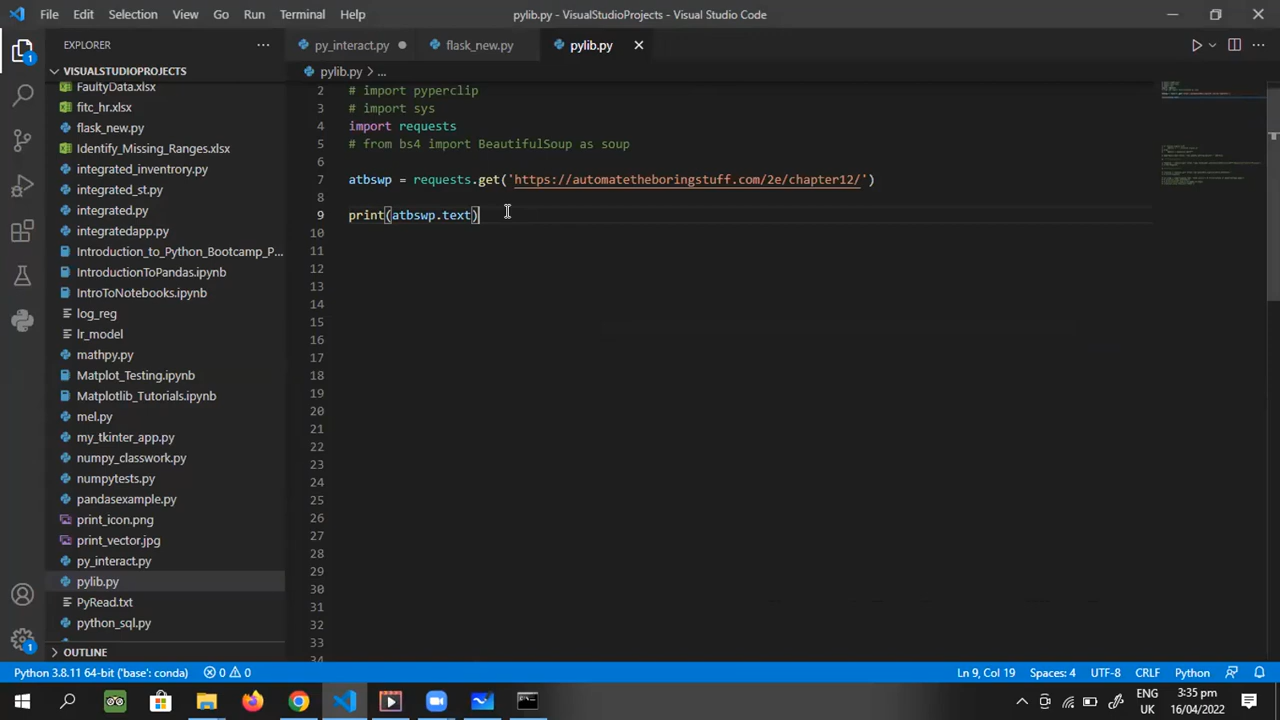 File Edit Selection View Go Run Terminal Help
pylib.py - VisualStudioProjects - Visual Studio Code
EXPLORER
py_interact.py
flask_new.py
pylib.py
VISUALSTUDIOPROJECTS
pylib.py > ...
FaultyData.xlsx
fitc_hr.xlsx
flask_new.py
Identify_Missing_Ranges.xlsx
integrated_inventory.py
integrated_st.py
integrated.py
integratedapp.py
Introduction_to_Python_Bootcamp_P...
IntroductionToPandas.ipynb
IntroToNotebooks.ipynb
log_reg
lr_model
mathpy.py
Matplot_Testing.ipynb
Matplotlib_Tutorials.ipynb
mel.py
my_tkinter_app.py
numpy_classwork.py
numpytests.py
pandasexample.py
print_icon.png
print_vector.jpg
py_interact.py
pylib.py
PyRead.txt
python_sql.py
OUTLINE
1
1
2 # import pyperclip
3 # import sys
4 import requests
5 # from bs4 import BeautifulSoup as soup
6
7 atbswp = requests.get('https://automatetheboringstuff.com/2e/chapter12/')
8
9 print(atbswp.text)
10
11
12
13
14
15
16
17
18
19
20
21
22
23
24
25
26
27
28
29
30
31
32
33
34
Python 3.8.11 64-bit ('base': conda) 0 0
Ln 9, Col 19 Spaces: 4 UTF-8 CRLF Python
ENG
UK
3:35 pm
16/04/2022